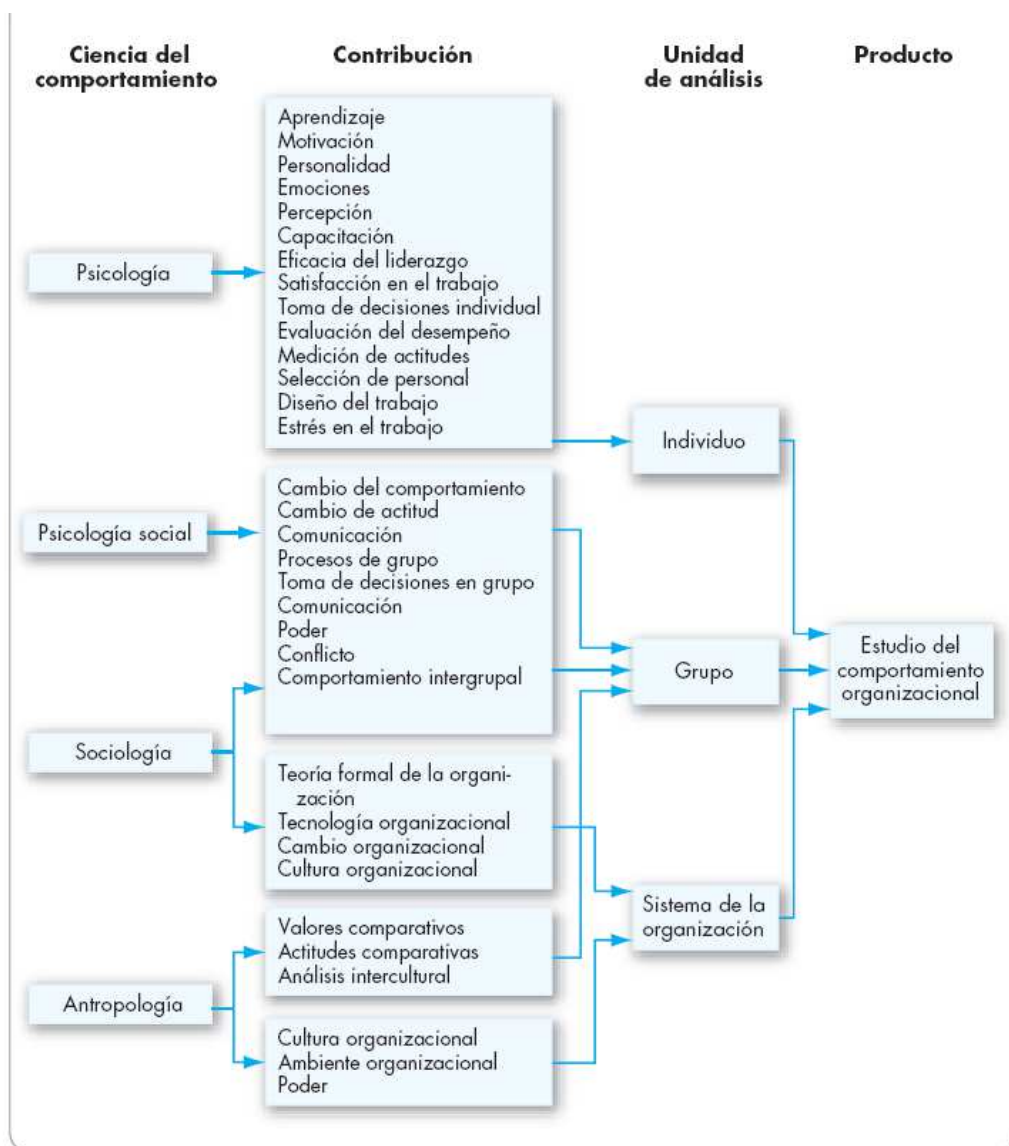 Ciencia del
comportamiento
Contribución
Unidad
de análisis
Producto
Psicología
Aprendizaje
Motivación
Personalidad
Emociones
Percepción
Capacitación
Eficacia del liderazgo
Satisfacción en el trabajo
Toma de decisiones individual
Evaluación del desempeño
Medición de actitudes
Selección de personal
Diseño del trabajo
Estrés en el trabajo
Individuo
Psicología social
Cambio del comportamiento
Cambio de actitud
Comunicación
Procesos de grupo
Toma de decisiones en grupo
Comunicación
Poder
Conflicto
Comportamiento intergrupal
Grupo
Estudio del
comportamiento
organizacional
Sociología
Teoría formal de la organi-
zación
Tecnología organizacional
Cambio organizacional
Cultura organizacional
Sistema de la
organización
Valores comparativos
Actitudes comparativas
Análisis intercultural
Antropología
Cultura organizacional
Ambiente organizacional
Poder